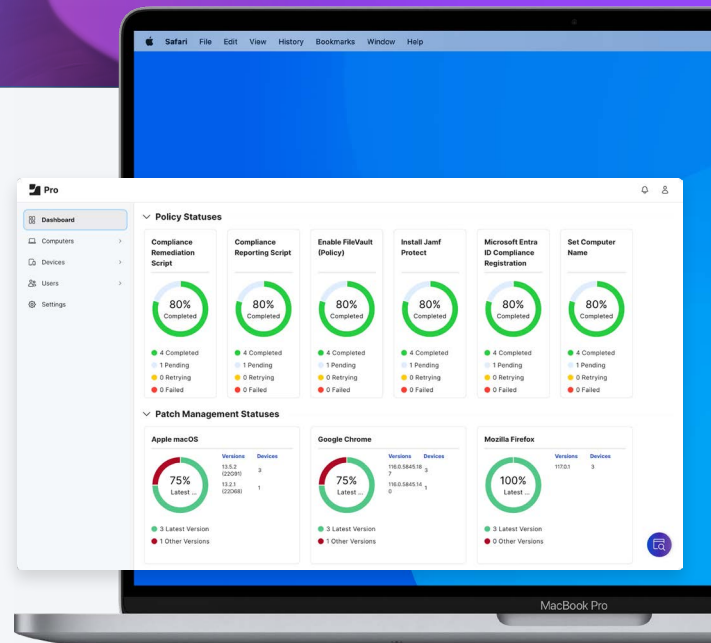 Safari File Edit View History Bookmarks Window Help
Pro
Dashboard
Computers
Devices
Users
Settings
Policy Statuses
Compliance
Remediation
Script
80%
Completed
4 Completed
1 Pending
0 Retrying
0 Failed
Compliance
Reporting Script
80%
Completed
4 Completed
1 Pending
0 Retrying
0 Failed
Enable FileVault
(Policy)
80%
Completed
4 Completed
1 Pending
0 Retrying
0 Failed
Install Jamf
Protect
80%
Completed
4 Completed
1 Pending
0 Retrying
0 Failed
Microsoft Entra
ID Compliance
Registration
80%
Completed
4 Completed
1 Pending
0 Retrying
0 Failed
Set Computer
Name
80%
Completed
4 Completed
1 Pending
0 Retrying
0 Failed
Patch Management Statuses
Apple macOS
75%
Latest ...
Versions Devices
13.5.2
(22G91) 3
13.2.1
(22D68) 1
3 Latest Version
1 Other Versions
Google Chrome
75%
Latest ...
Versions Devices
116.0.5845.18
7 3
116.0.5845.14
0 1
3 Latest Version
1 Other Versions
Mozilla Firefox
100%
Latest ...
Versions Devices
117.0.1 3
3 Latest Version
0 Other Versions
MacBook Pro